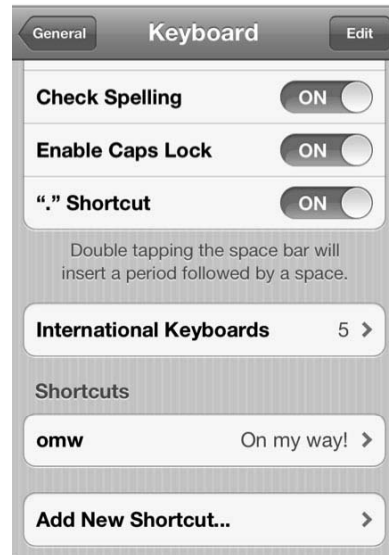 General Keyboard Edit
Check Spelling ON
Enable Caps Lock ON
“.” Shortcut ON
Double tapping the space bar will
insert a period followed by a space.
International Keyboards 5
Shortcuts
omw On my way!
Add New Shortcut...